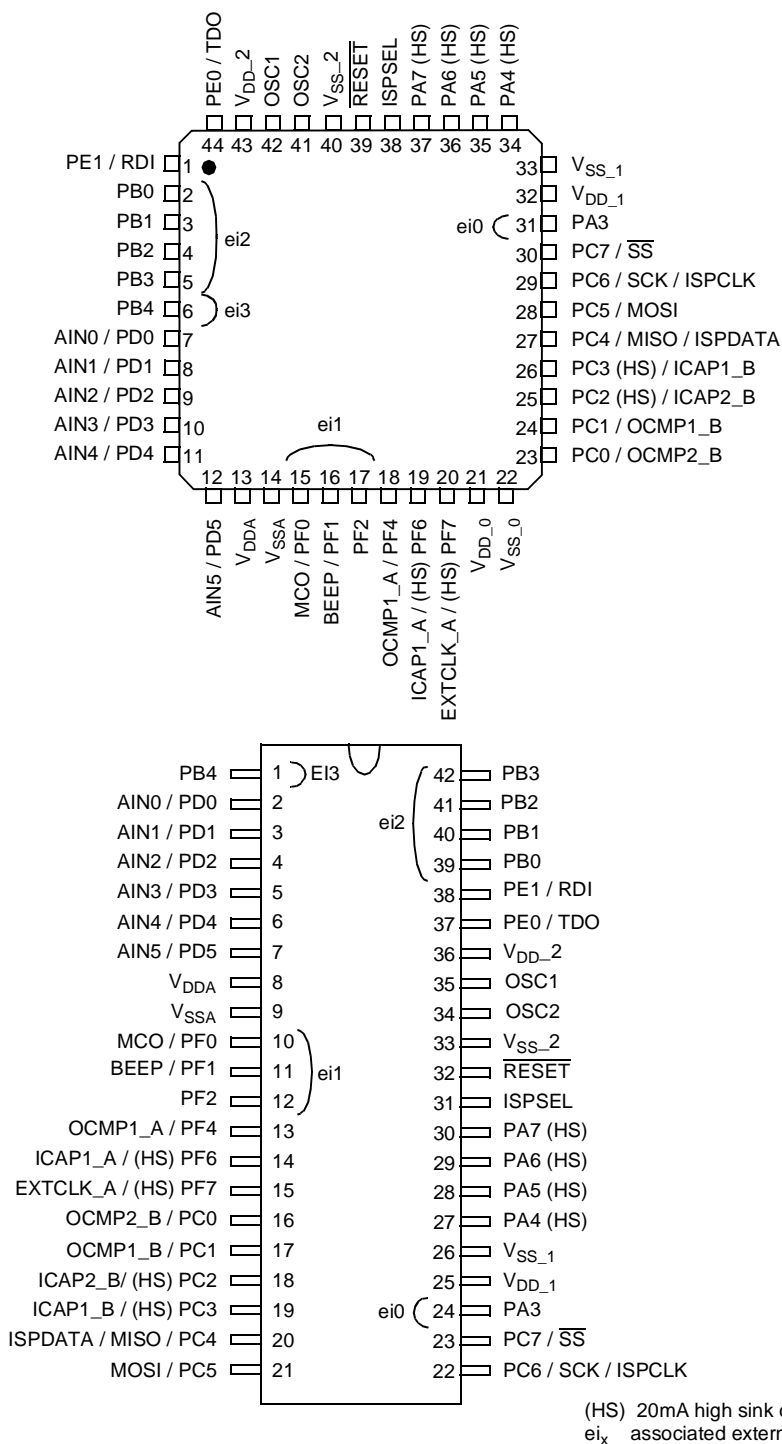 PE0 / TDO
VDD_2
OSC1
OSC2
VSS_2
RESET
ISPSEL
PA7 (HS)
PA6 (HS)
PA5 (HS)
PA4 (HS)
44 43 42 41 40 39 38 37 36 35 34
PE1 / RDI 1
PB0 2
PB1 3
PB2 4
PB3 5
ei2
PB4 6 ei3
AIN0 / PD0 7
AIN1 / PD1 8
AIN2 / PD2 9
AIN3 / PD3 10
AIN4 / PD4 11
33 VSS_1
32 VDD_1
ei0 31 PA3
30 PC7 / SS
29 PC6 / SCK / ISPCLK
28 PC5 / MOSI
27 PC4 / MISO / ISPDATA
26 PC3 (HS) / ICAP1_B
25 PC2 (HS) / ICAP2_B
24 PC1 / OCMP1_B
23 PC0 / OCMP2_B
ei1
12 13 14 15 16 17 18 19 20 21 22
AIN5 / PD5
VDDA
VSSA
MCO / PF0
BEEP / PF1
PF2
OCMP1_A / PF4
ICAP1_A / (HS) PF6
EXTCLK_A / (HS) PF7
VDD_0
VSS_0
PB4 1 EI3
AIN0 / PD0 2
AIN1 / PD1 3
AIN2 / PD2 4
AIN3 / PD3 5
AIN4 / PD4 6
AIN5 / PD5 7
VDDA 8
VSSA 9
MCO / PF0 10
BEEP / PF1 11 ei1
PF2 12
OCMP1_A / PF4 13
ICAP1_A / (HS) PF6 14
EXTCLK_A / (HS) PF7 15
OCMP2_B / PC0 16
OCMP1_B / PC1 17
ICAP2_B/ (HS) PC2 18
ICAP1_B / (HS) PC3 19
ISPDATA / MISO / PC4 20
MOSI / PC5 21
42 PB3
41 PB2
ei2
40 PB1
39 PB0
38 PE1 / RDI
37 PE0 / TDO
36 VDD_2
35 OSC1
34 OSC2
33 VSS_2
32 RESET
31 ISPSEL
30 PA7 (HS)
29 PA6 (HS)
28 PA5 (HS)
27 PA4 (HS)
26 VSS_1
25 VDD_1
ei0 24 PA3
23 PC7 / SS
22 PC6 / SCK / ISPCLK
(HS) 20mA high sink
eix associated